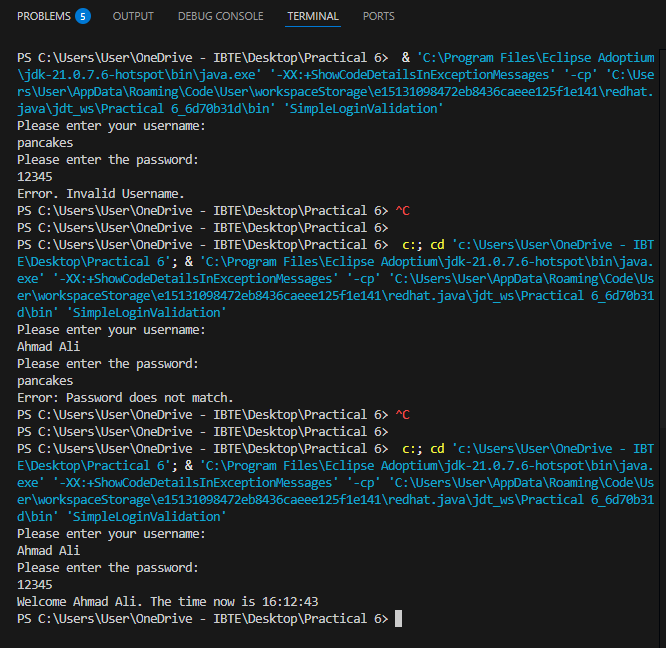 PROBLEMS 5 OUTPUT DEBUG CONSOLE TERMINAL PORTS
PS C:\Users\User\OneDrive - IBTE\Desktop\Practical 6>  & 'C:\Program Files\Eclipse Adoptium
\jdk-21.0.7.6-hotspot\bin\java.exe' '-XX:+ShowCodeDetailsInExceptionMessages' '-cp' 'C:\Use
rs\User\AppData\Roaming\Code\User\workspaceStorage\e15131098472eb8436caeee125f1e141\redhat.
java\jdt_ws\Practical 6_6d70b31d\bin' 'SimpleLoginValidation'
Please enter your username:
pancakes
Please enter the password:
12345
Error. Invalid Username.
PS C:\Users\User\OneDrive - IBTE\Desktop\Practical 6> ^C
PS C:\Users\User\OneDrive - IBTE\Desktop\Practical 6>
PS C:\Users\User\OneDrive - IBTE\Desktop\Practical 6>  c:; cd 'c:\Users\User\OneDrive - IBT
E\Desktop\Practical 6'; & 'C:\Program Files\Eclipse Adoptium\jdk-21.0.7.6-hotspot\bin\java.
exe' '-XX:+ShowCodeDetailsInExceptionMessages' '-cp' 'C:\Users\User\AppData\Roaming\Code\Us
er\workspaceStorage\e15131098472eb8436caeee125f1e141\redhat.java\jdt_ws\Practical 6_6d70b31
d\bin' 'SimpleLoginValidation'
Please enter your username:
Ahmad Ali
Please enter the password:
pancakes
Error: Password does not match.
PS C:\Users\User\OneDrive - IBTE\Desktop\Practical 6> ^C
PS C:\Users\User\OneDrive - IBTE\Desktop\Practical 6>
PS C:\Users\User\OneDrive - IBTE\Desktop\Practical 6>  c:; cd 'c:\Users\User\OneDrive - IBT
E\Desktop\Practical 6'; & 'C:\Program Files\Eclipse Adoptium\jdk-21.0.7.6-hotspot\bin\java.
exe' '-XX:+ShowCodeDetailsInExceptionMessages' '-cp' 'C:\Users\User\AppData\Roaming\Code\Us
er\workspaceStorage\e15131098472eb8436caeee125f1e141\redhat.java\jdt_ws\Practical 6_6d70b31
d\bin' 'SimpleLoginValidation'
Please enter your username:
Ahmad Ali
Please enter the password:
12345
Welcome Ahmad Ali. The time now is 16:12:43
PS C:\Users\User\OneDrive - IBTE\Desktop\Practical 6>